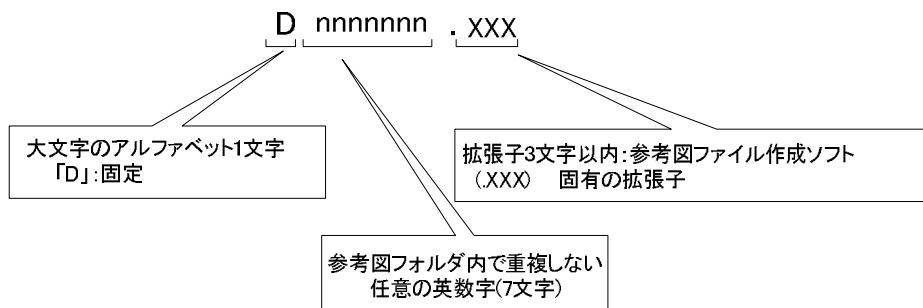 D nnnnnnn .XXX
大文字のアルファベット1文字
「D」:固定
拡張子3文字以内:参考図ファイル作成ソフト
(.XXX) 固有の拡張子
参考図フォルダ内で重複しない
任意の英数字(7文字)